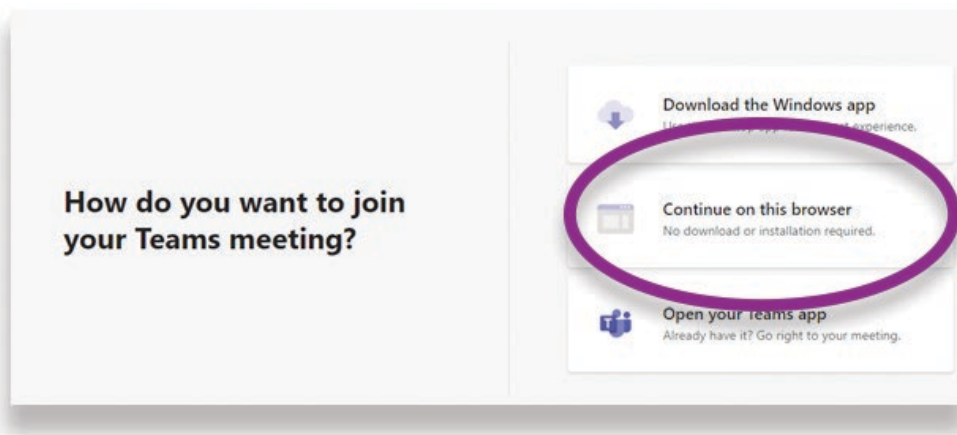 How do you want to join
your Teams meeting?
Download the Windows app
experience.
Continue on this browser
No download or installation required.
Open your Teams app
Already have it? Go right to your meeting.